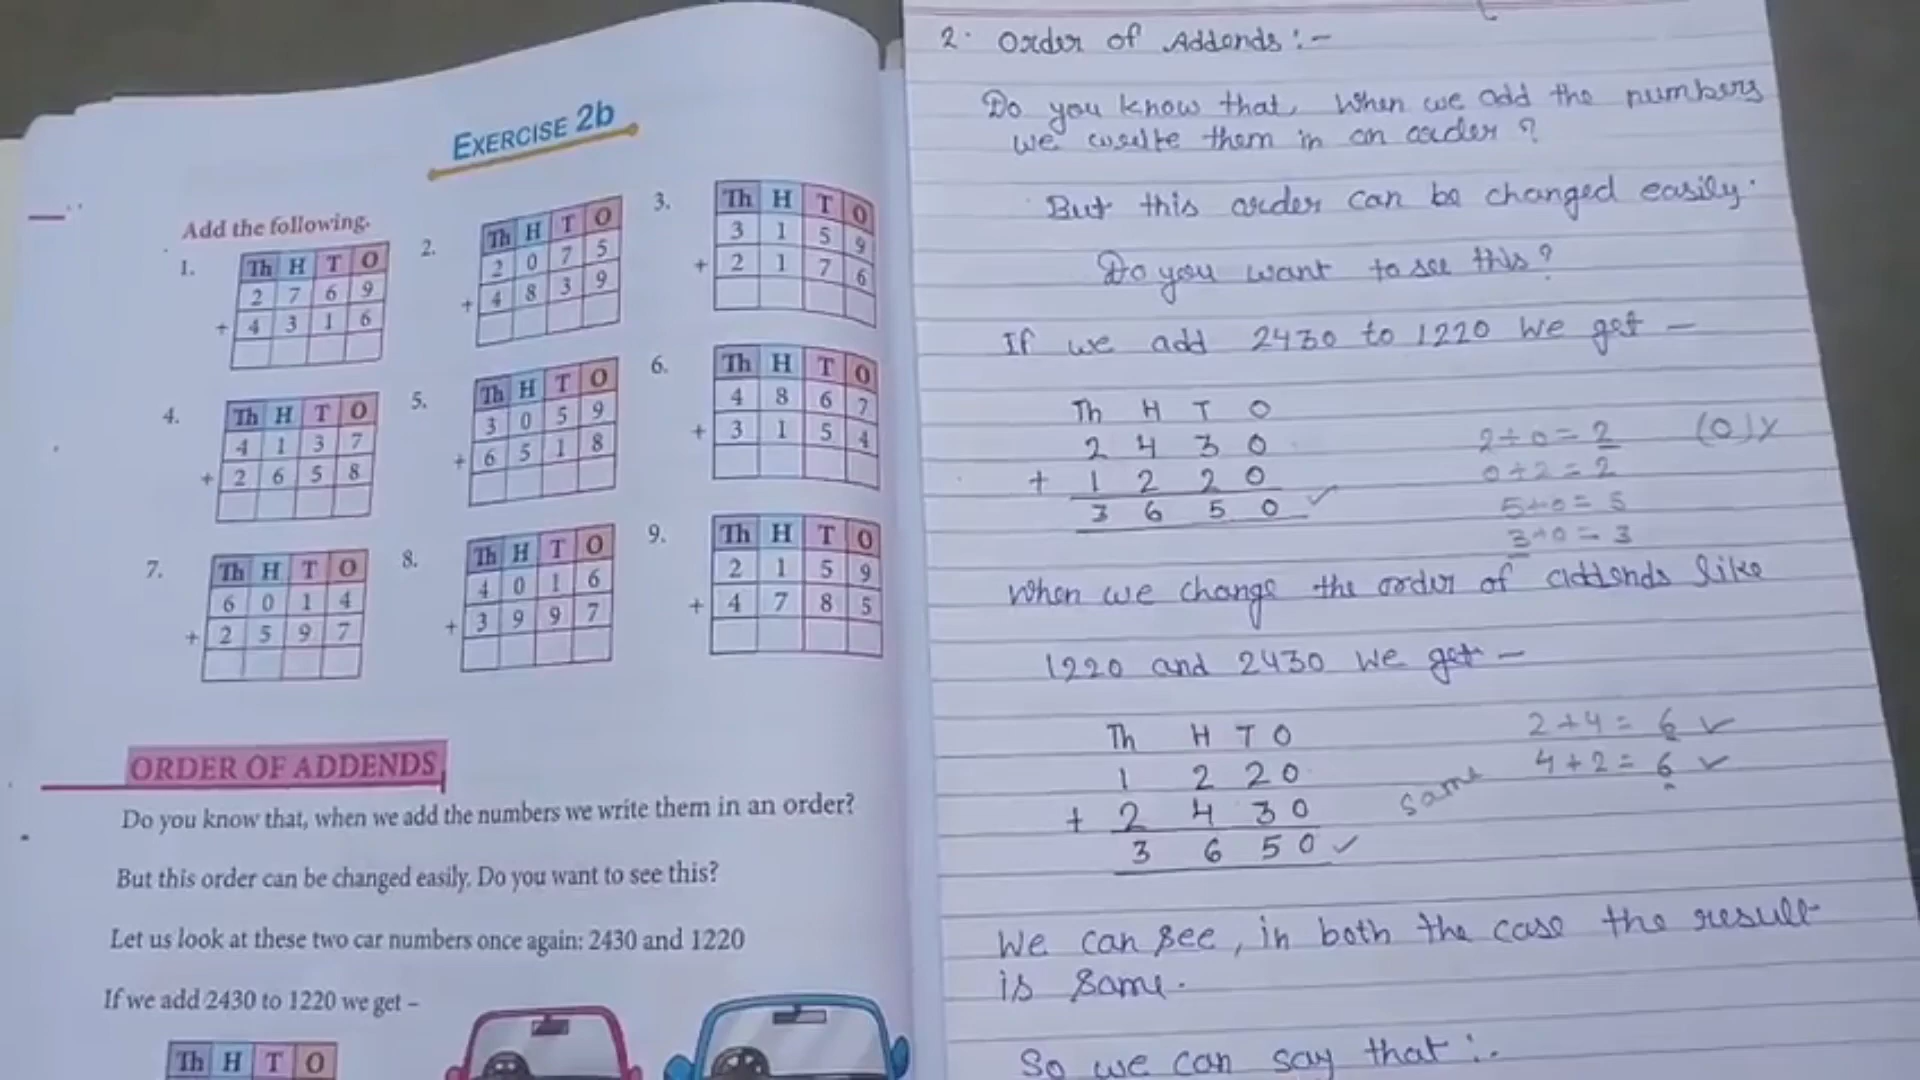 EXERCISE 2b
Add the following.
1.
Th H T O
2 7 6 9
+ 4 3 1 6
2.
Th H T O
2 0 7 5
+ 4 8 3 9
3.
Th H T O
3 1 5 9
+ 2 1 7 6
4.
Th H T O
4 1 3 7
+ 2 6 5 8
5.
Th H T O
3 0 5 9
+ 6 5 1 8
6.
Th H T O
4 8 6 7
+ 3 1 5 4
7.
Th H T O
6 0 1 4
+ 2 5 9 7
8.
Th H T O
4 0 1 6
+ 3 9 9 7
9.
Th H T O
2 1 5 9
+ 4 7 8 5
ORDER OF ADDENDS
Do you know that, when we add the numbers we write them in an order?
But this order can be changed easily. Do you want to see this?
Let us look at these two car numbers once again: 2430 and 1220
If we add 2430 to 1220 we get –
Th H T O
2. Order of Addends :-
Do you know that, When we add the numbers
we write them in an order ?
But this order can be changed easily.
Do you want to see this?
If we add 2430 to 1220 We get –
Th H T O
2 4 3 0
+ 1 2 2 0
3 6 5 0 ✓
2+0=2 (0)x
0+2=2
5+0=5
3+0=3
When we change the order of addends like
1220 and 2430 We get –
Th H T O
1 2 2 0
+ 2 4 3 0
3 6 5 0 ✓
2+4=6 ✓
4+2=6 ✓
same
We can see, in both the case the result
is same.
So we can say that :-